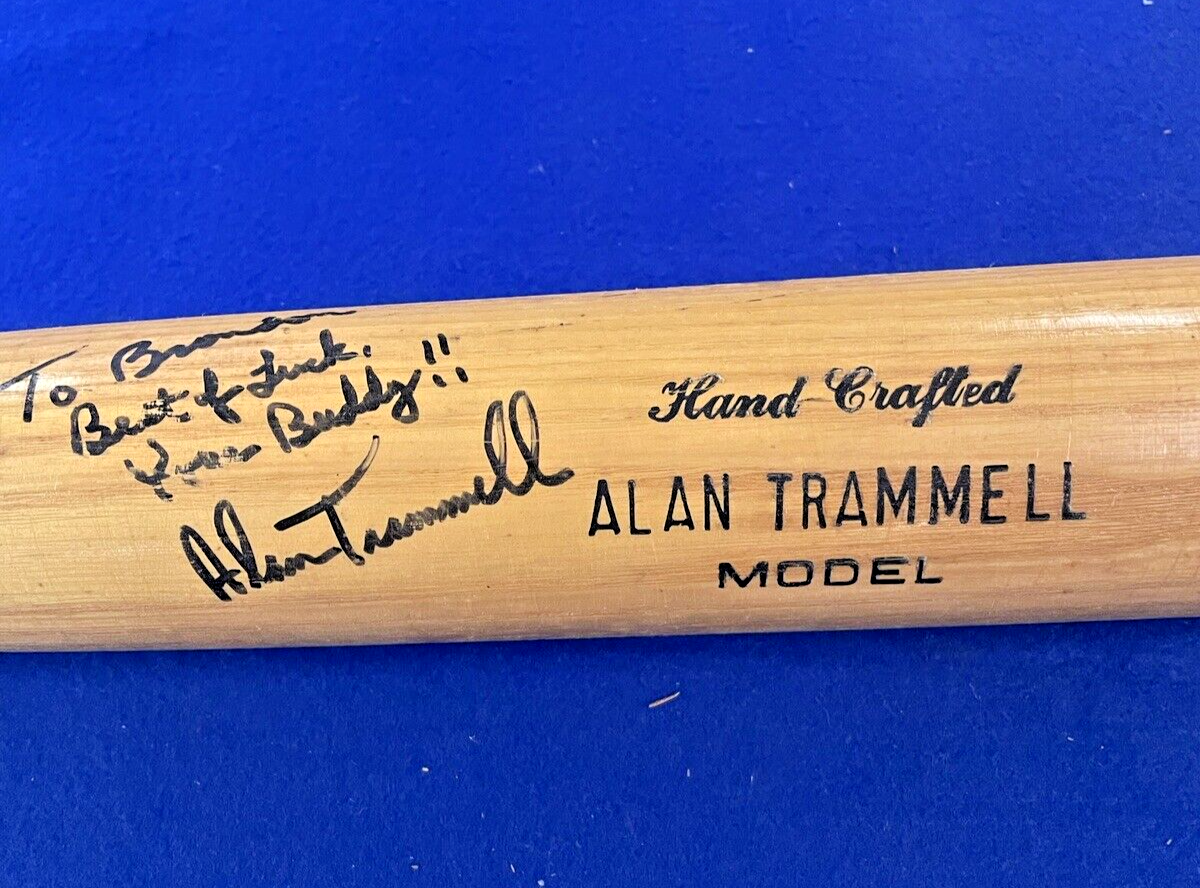 To Brandon
Best of Luck.
Your Buddy!!
Alan Trammell
Hand Crafted
ALAN TRAMMELL
MODEL